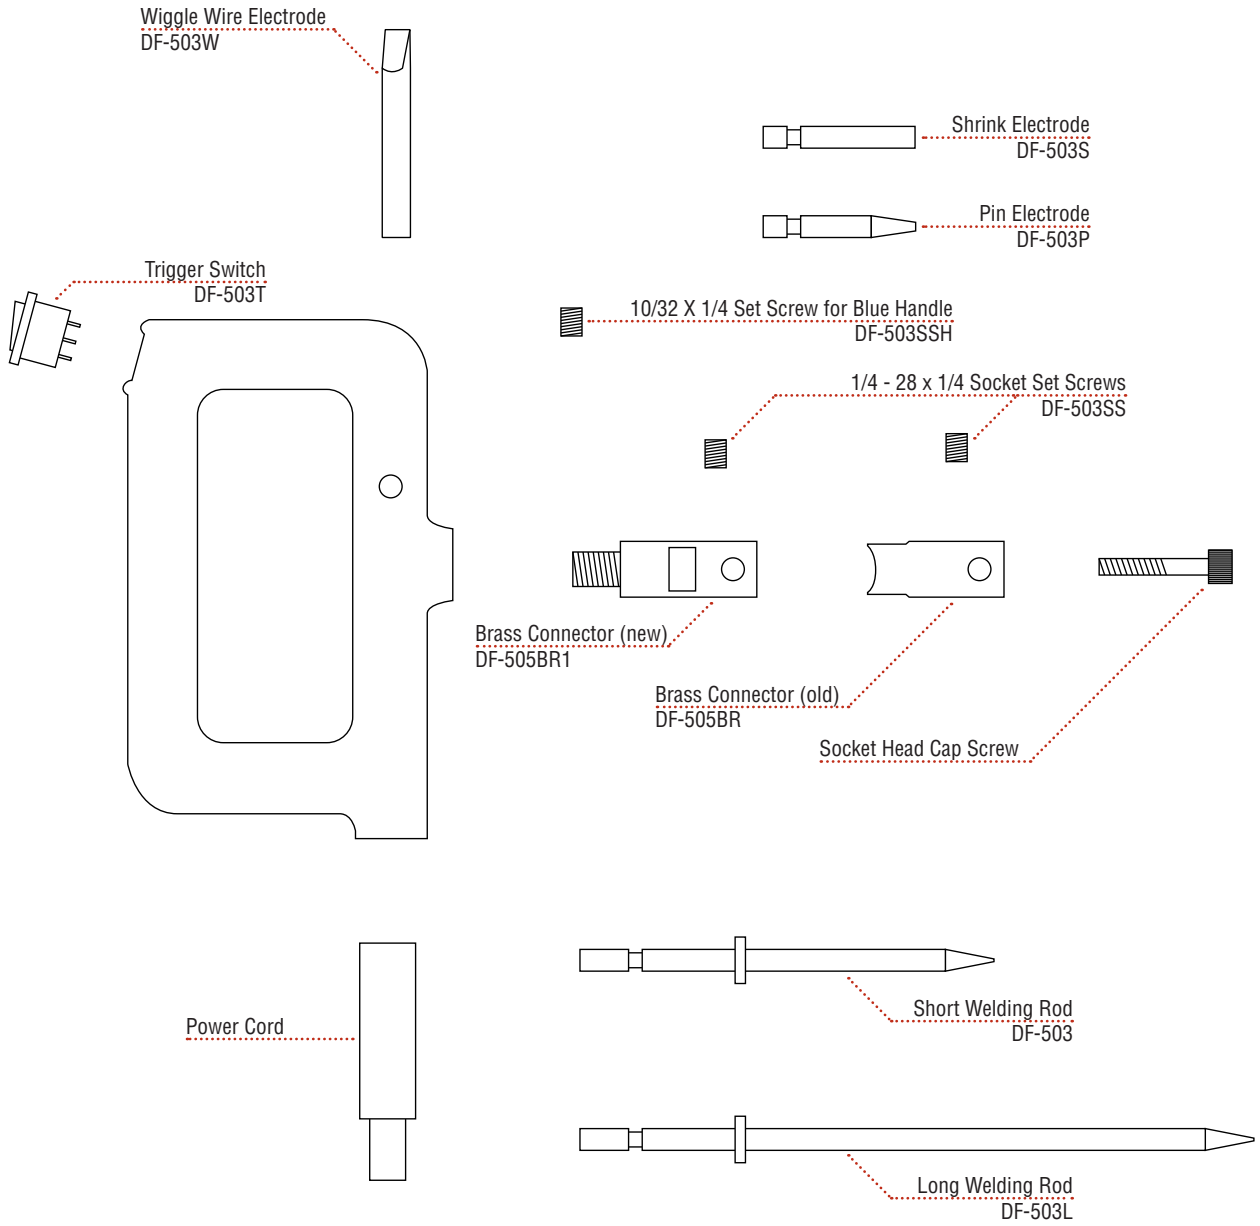 Wiggle Wire Electrode
DF-503W
Shrink Electrode
DF-503S
Pin Electrode
DF-503P
Trigger Switch
DF-503T
10/32 X 1/4 Set Screw for Blue Handle
DF-503SSH
1/4 - 28 x 1/4 Socket Set Screws
DF-503SS
Brass Connector (new)
DF-505BR1
Brass Connector (old)
DF-505BR
Socket Head Cap Screw
Short Welding Rod
DF-503
Power Cord
Long Welding Rod
DF-503L